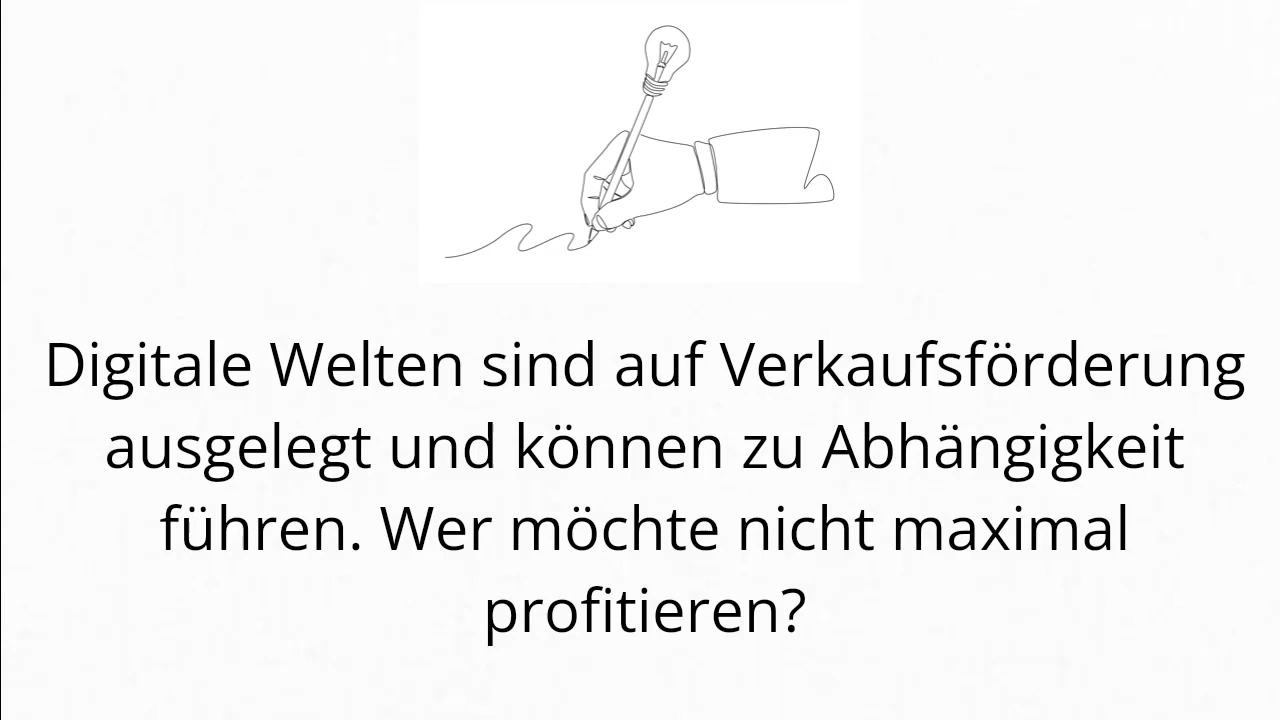 Digitale Welten sind auf Verkaufsförderung
ausgelegt und können zu Abhängigkeit
führen. Wer möchte nicht maximal
profitieren?